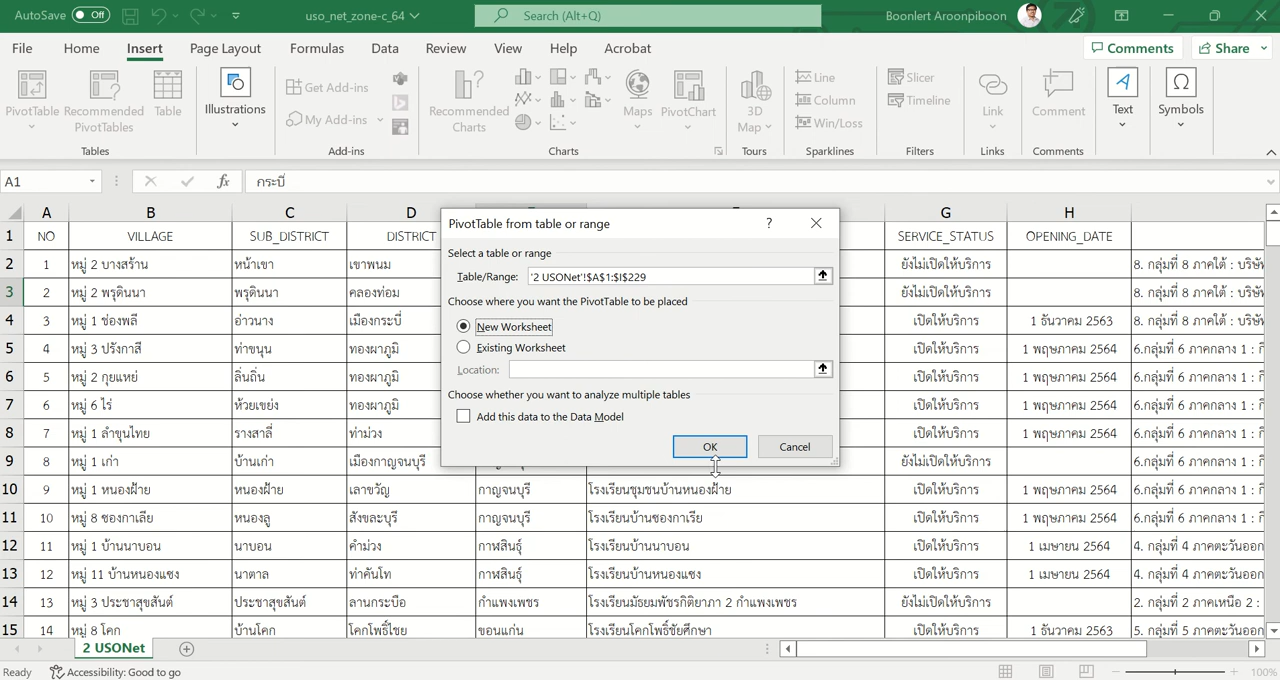 AutoSave Off uso_net_zone-c_64 Search (Alt+Q) Boonlert Aroonpiboon
File Home Insert Page Layout Formulas Data Review View Help Acrobat Comments Share
PivotTable Recommended PivotTables Table
Tables
Illustrations
Get Add-ins
My Add-ins
Add-ins
Recommended Charts
Maps PivotChart
Charts
3D Map
Tours
Line
Column
Win/Loss
Sparklines
Slicer
Timeline
Filters
Link
Links
Comment
Comments
Text
Symbols
A1 fx กระบี่
A B C D G H
1 NO VILLAGE SUB_DISTRICT DISTRICT SERVICE_STATUS OPENING_DATE
2 1 หมู่ 2 บางสร้าน หน้าเขา เขาพนม ยังไม่เปิดให้บริการ 8. กลุ่มที่ 8 ภาคใต้ : บริษั
3 2 หมู่ 2 พรุดินนา พรุดินนา คลองท่อม ยังไม่เปิดให้บริการ 8. กลุ่มที่ 8 ภาคใต้ : บริษั
4 3 หมู่ 1 ช่องพลี อ่าวนาง เมืองกระบี่ เปิดให้บริการ 1 ธันวาคม 2563 8. กลุ่มที่ 8 ภาคใต้ : บริษั
5 4 หมู่ 3 ปรังกาสี ท่าขนุน ทองผาภูมิ เปิดให้บริการ 1 พฤษภาคม 2564 6.กลุ่มที่ 6 ภาคกลาง 1 : กิ
6 5 หมู่ 2 กุยแหย่ ลิ่นถิ่น ทองผาภูมิ เปิดให้บริการ 1 พฤษภาคม 2564 6.กลุ่มที่ 6 ภาคกลาง 1 : กิ
7 6 หมู่ 6 ไร่ ห้วยเขย่ง ทองผาภูมิ เปิดให้บริการ 1 พฤษภาคม 2564 6.กลุ่มที่ 6 ภาคกลาง 1 : กิ
8 7 หมู่ 1 ลำขุนไทย รางสาลี่ ท่าม่วง เปิดให้บริการ 1 พฤษภาคม 2564 6.กลุ่มที่ 6 ภาคกลาง 1 : กิ
9 8 หมู่ 1 เก่า บ้านเก่า เมืองกาญจนบุรี ยังไม่เปิดให้บริการ 6.กลุ่มที่ 6 ภาคกลาง 1 : กิ
10 9 หมู่ 1 หนองฝ้าย หนองฝ้าย เลาขวัญ กาญจนบุรี โรงเรียนชุมชนบ้านหนองฝ้าย เปิดให้บริการ 1 พฤษภาคม 2564 6.กลุ่มที่ 6 ภาคกลาง 1 : กิ
11 10 หมู่ 8 ซองกาเลีย หนองลู สังขละบุรี กาญจนบุรี โรงเรียนบ้านซองกาเรีย เปิดให้บริการ 1 พฤษภาคม 2564 6.กลุ่มที่ 6 ภาคกลาง 1 : กิ
12 11 หมู่ 1 บ้านนาบอน นาบอน คำม่วง กาฬสินธุ์ โรงเรียนบ้านนาบอน เปิดให้บริการ 1 เมษายน 2564 4. กลุ่มที่ 4 ภาคตะวันออก
13 12 หมู่ 11 บ้านหนองแซง นาตาล ท่าคันโท กาฬสินธุ์ โรงเรียนบ้านหนองแซง เปิดให้บริการ 1 เมษายน 2564 4. กลุ่มที่ 4 ภาคตะวันออก
14 13 หมู่ 3 ประชาสุขสันต์ ประชาสุขสันต์ ลานกระบือ กำแพงเพชร โรงเรียนมัธยมพัชรกิติยาภา 2 กำแพงเพชร ยังไม่เปิดให้บริการ 2. กลุ่มที่ 2 ภาคเหนือ 2 :
15 14 หมู่ 8 โคก บ้านโคก โคกโพธิ์ไชย ขอนแก่น โรงเรียนโคกโพธิ์ไชยศึกษา เปิดให้บริการ 1 ธันวาคม 2563 5. กลุ่มที่ 5 ภาคตะวันออก
PivotTable from table or range ?
Select a table or range
Table/Range: '2 USONet'!$A$1:$I$229
Choose where you want the PivotTable to be placed
New Worksheet
Existing Worksheet
Location:
Choose whether you want to analyze multiple tables
Add this data to the Data Model
OK Cancel
2 USONet
Ready Accessibility: Good to go 100%